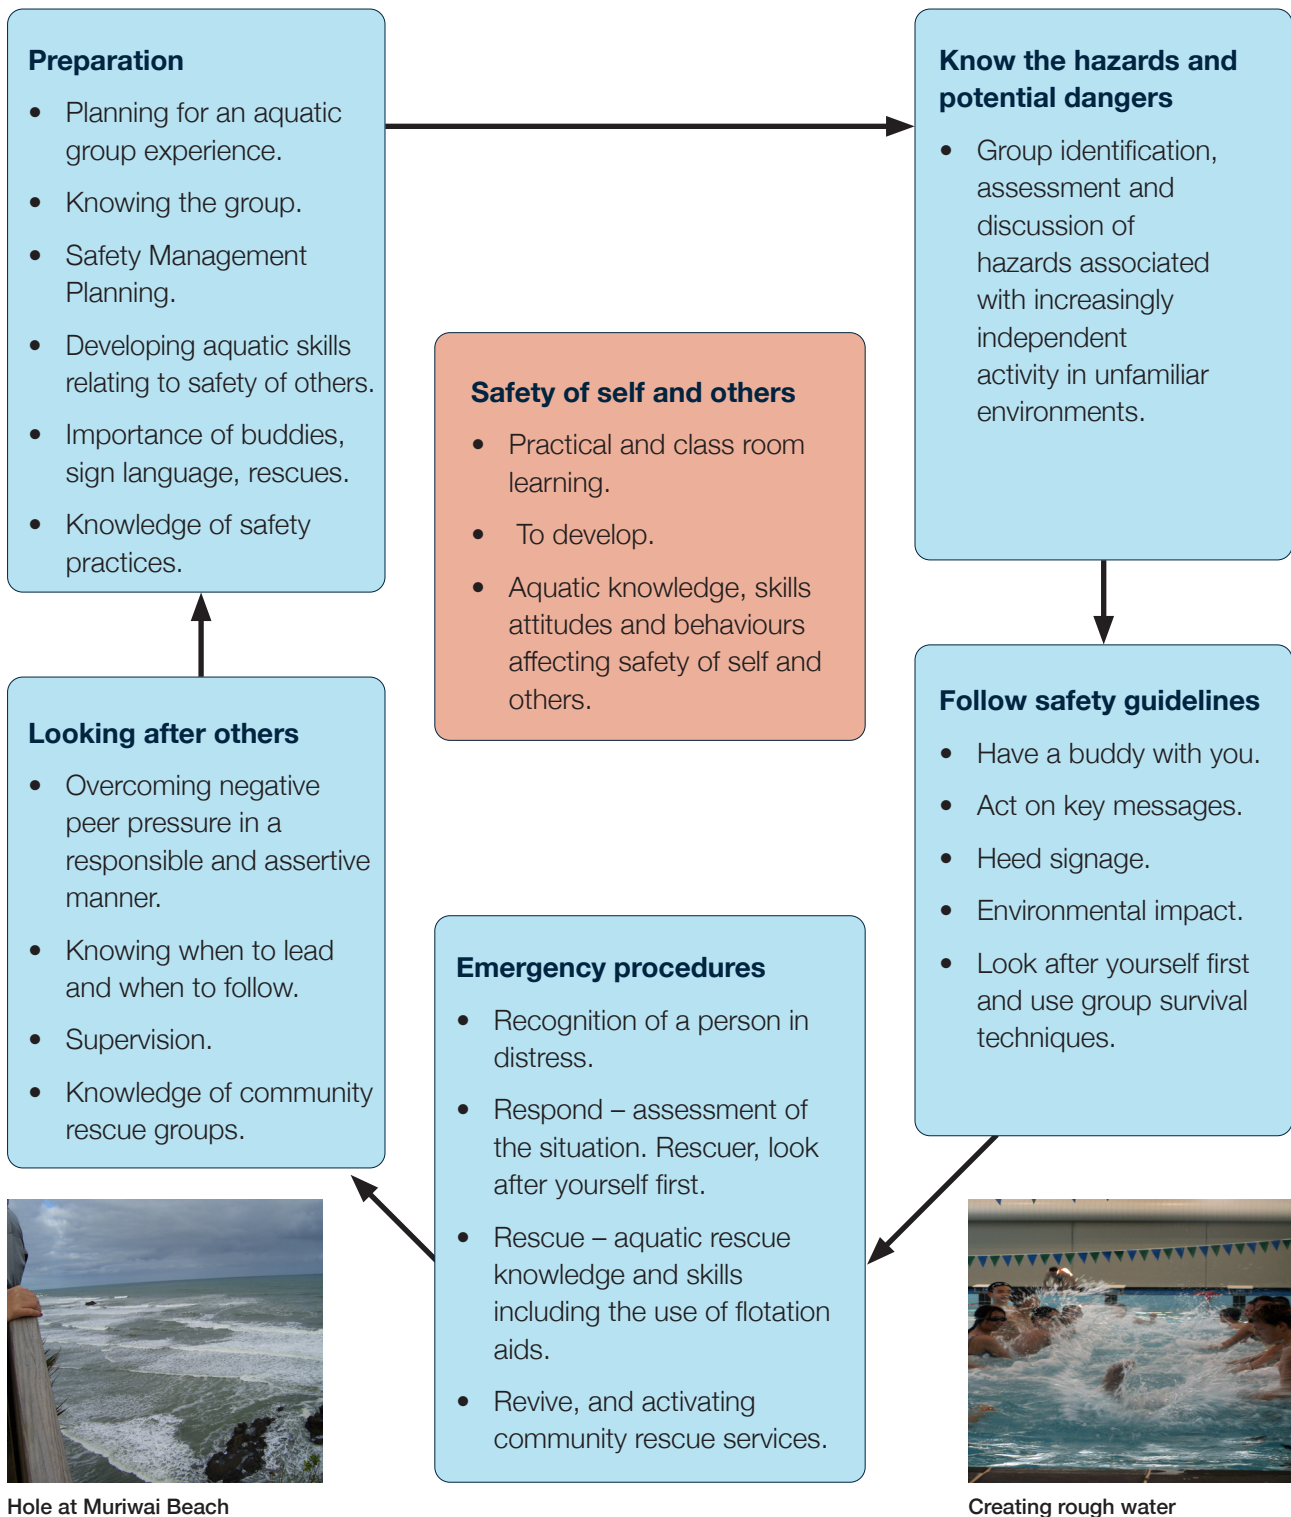 Preparation
• Planning for an aquatic
group experience.
• Knowing the group.
• Safety Management
Planning.
• Developing aquatic skills
relating to safety of others.
• Importance of buddies,
sign language, rescues.
• Knowledge of safety
practices.
Know the hazards and
potential dangers
• Group identification,
assessment and
discussion of
hazards associated
with increasingly
independent
activity in unfamiliar
environments.
Safety of self and others
• Practical and class room
learning.
• To develop.
• Aquatic knowledge, skills
attitudes and behaviours
affecting safety of self and
others.
Follow safety guidelines
• Have a buddy with you.
• Act on key messages.
• Heed signage.
• Environmental impact.
• Look after yourself first
and use group survival
techniques.
Looking after others
• Overcoming negative
peer pressure in a
responsible and assertive
manner.
• Knowing when to lead
and when to follow.
• Supervision.
• Knowledge of community
rescue groups.
Emergency procedures
• Recognition of a person in
distress.
• Respond – assessment of
the situation. Rescuer, look
after yourself first.
• Rescue – aquatic rescue
knowledge and skills
including the use of flotation
aids.
• Revive, and activating
community rescue services.
Hole at Muriwai Beach
Creating rough water